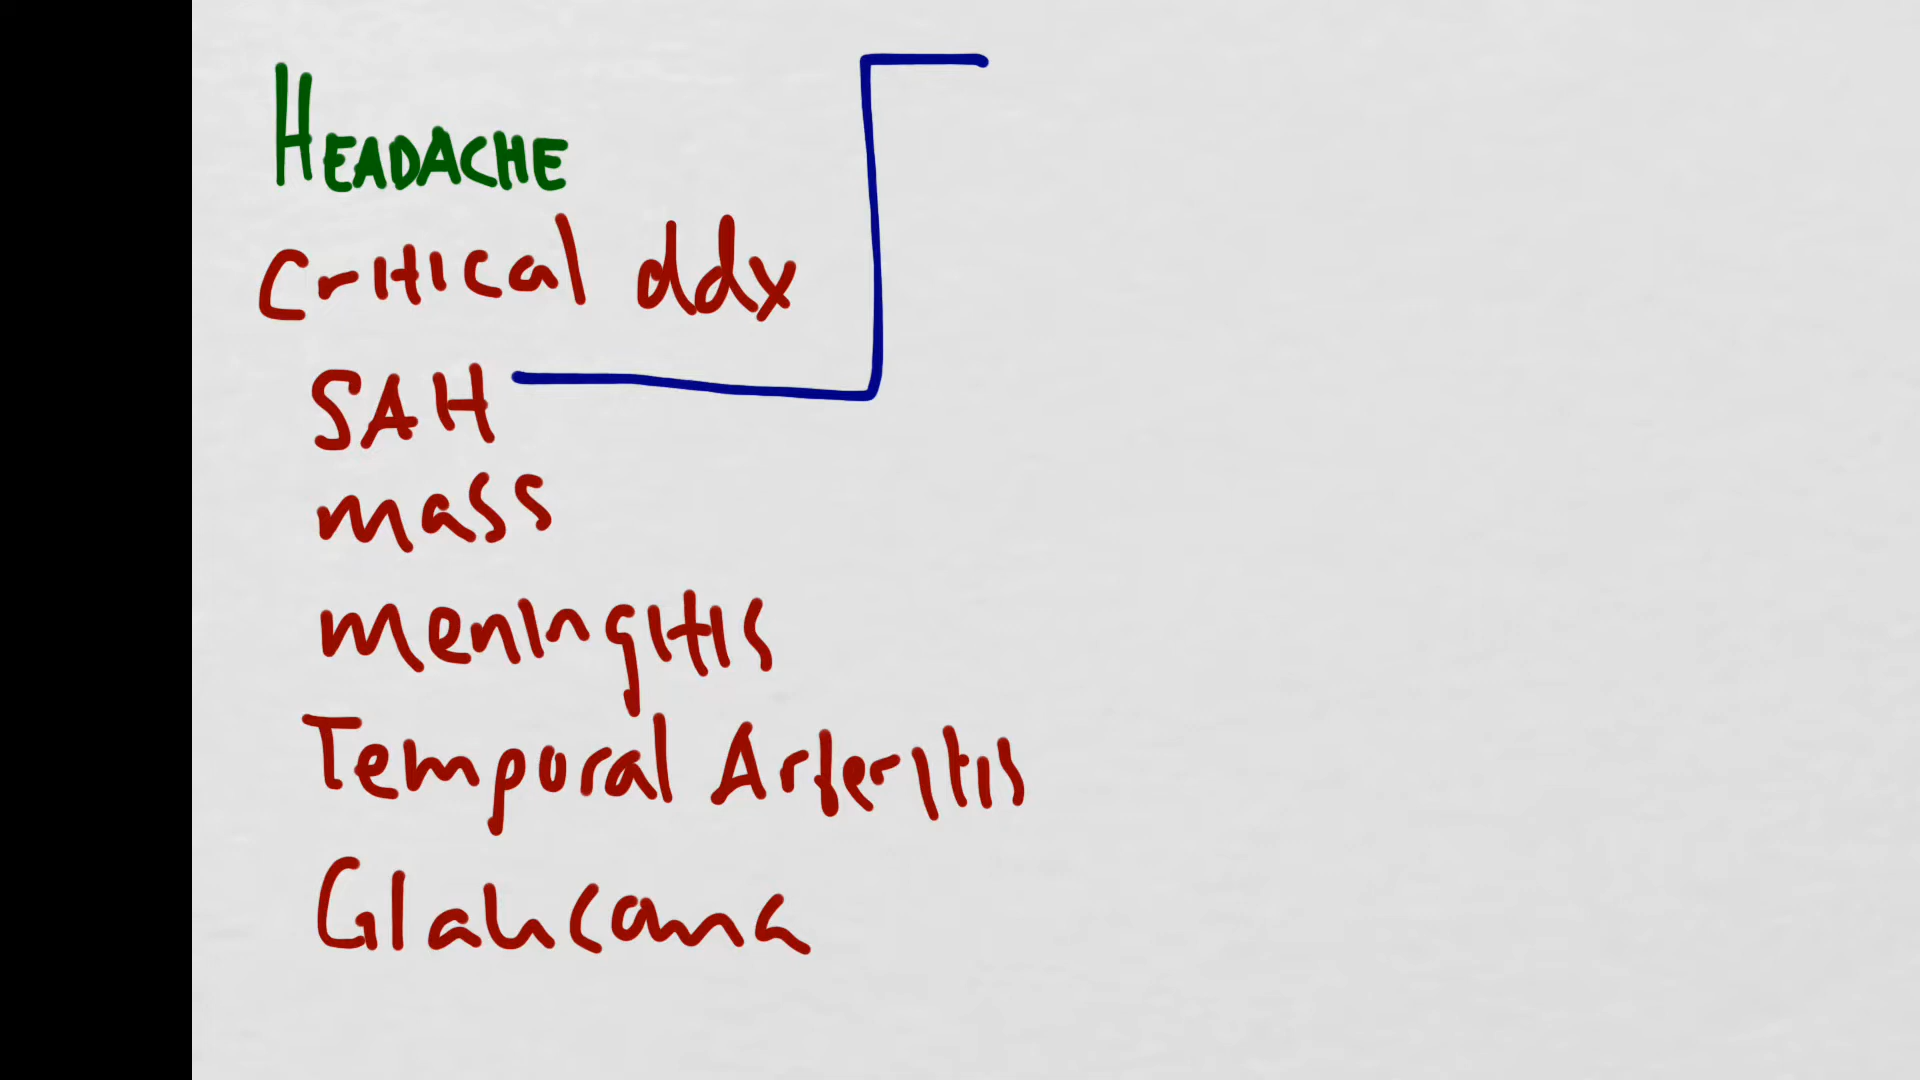 HEADACHE
Critical ddx
SAH
mass
meningitis
Temporal Arteritis
Glaucoma